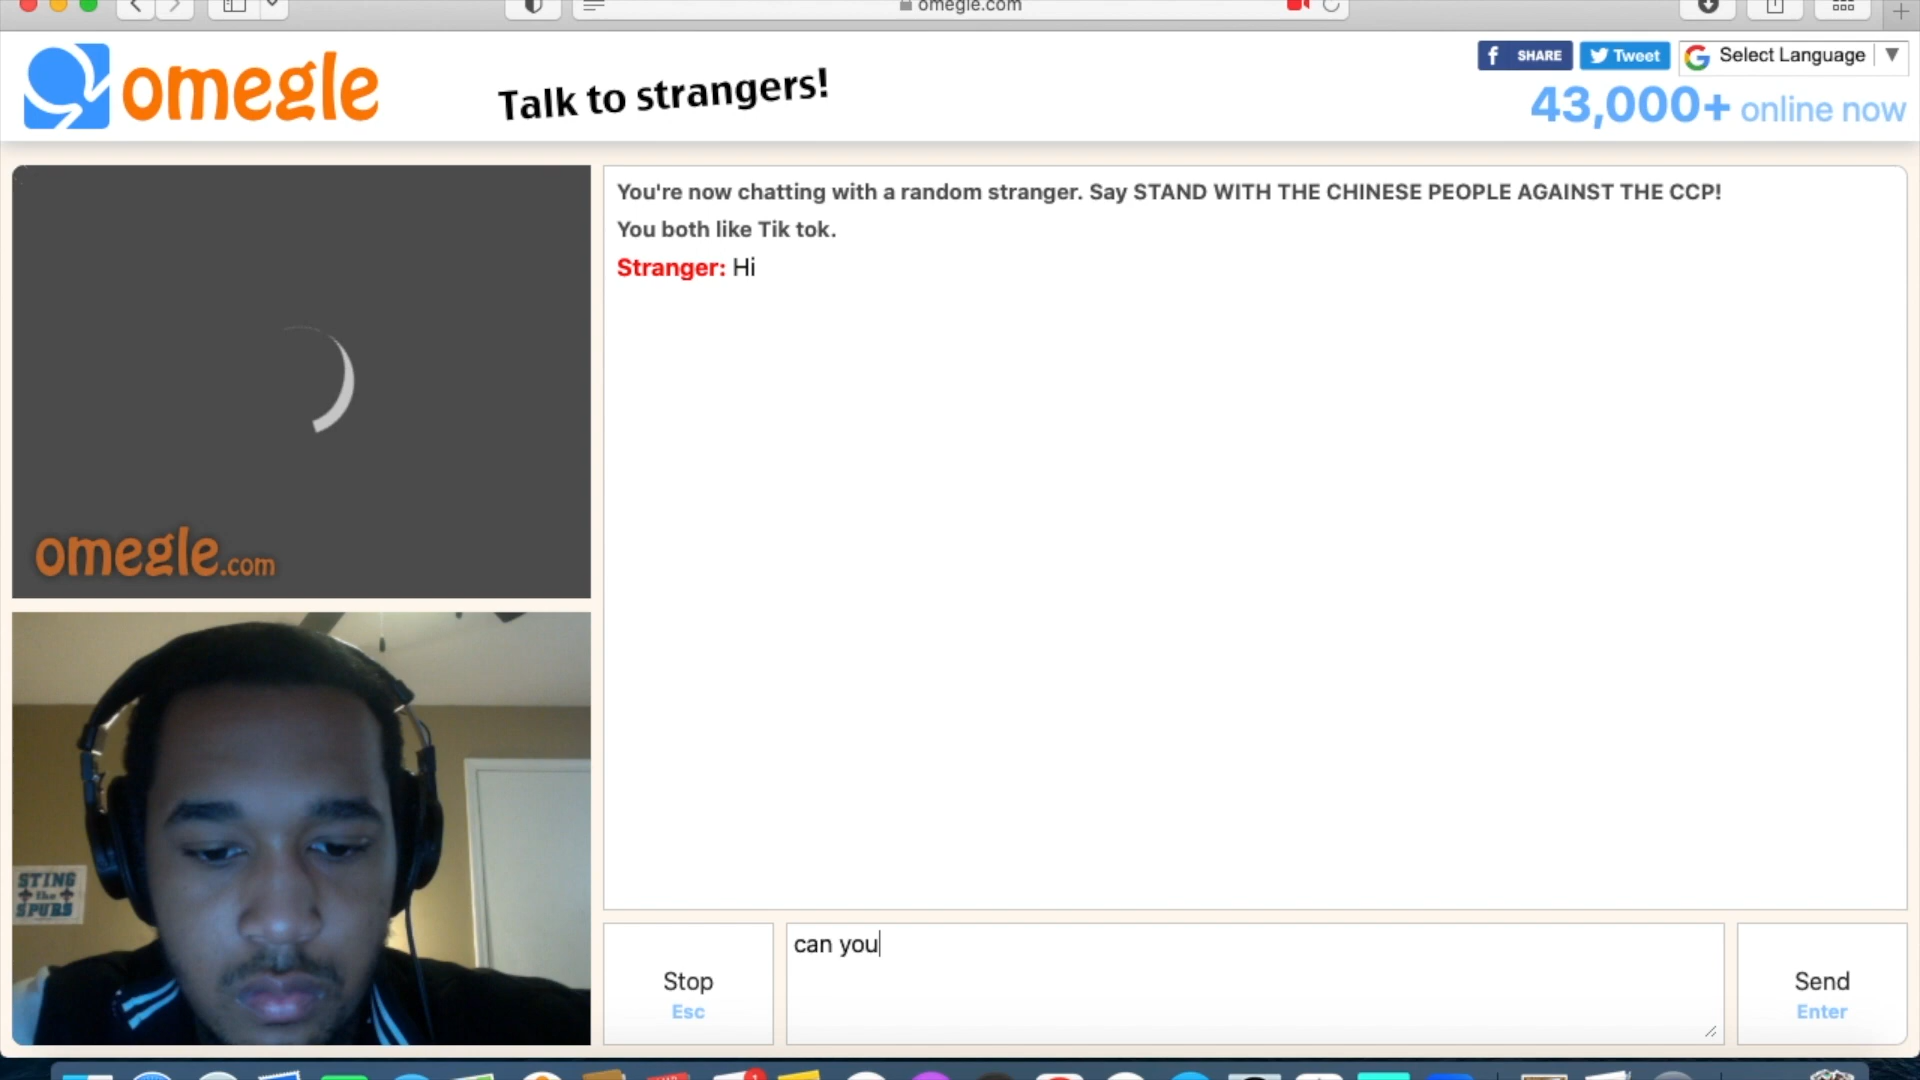 omegle.com
omegle
Talk to strangers!
SHARE
Tweet
Select Language
43,000+ online now
You're now chatting with a random stranger. Say STAND WITH THE CHINESE PEOPLE AGAINST THE CCP!
You both like Tik tok.
Stranger: Hi
omegle.com
STING
the
SPURS
can you
Stop
Esc
Send
Enter
1